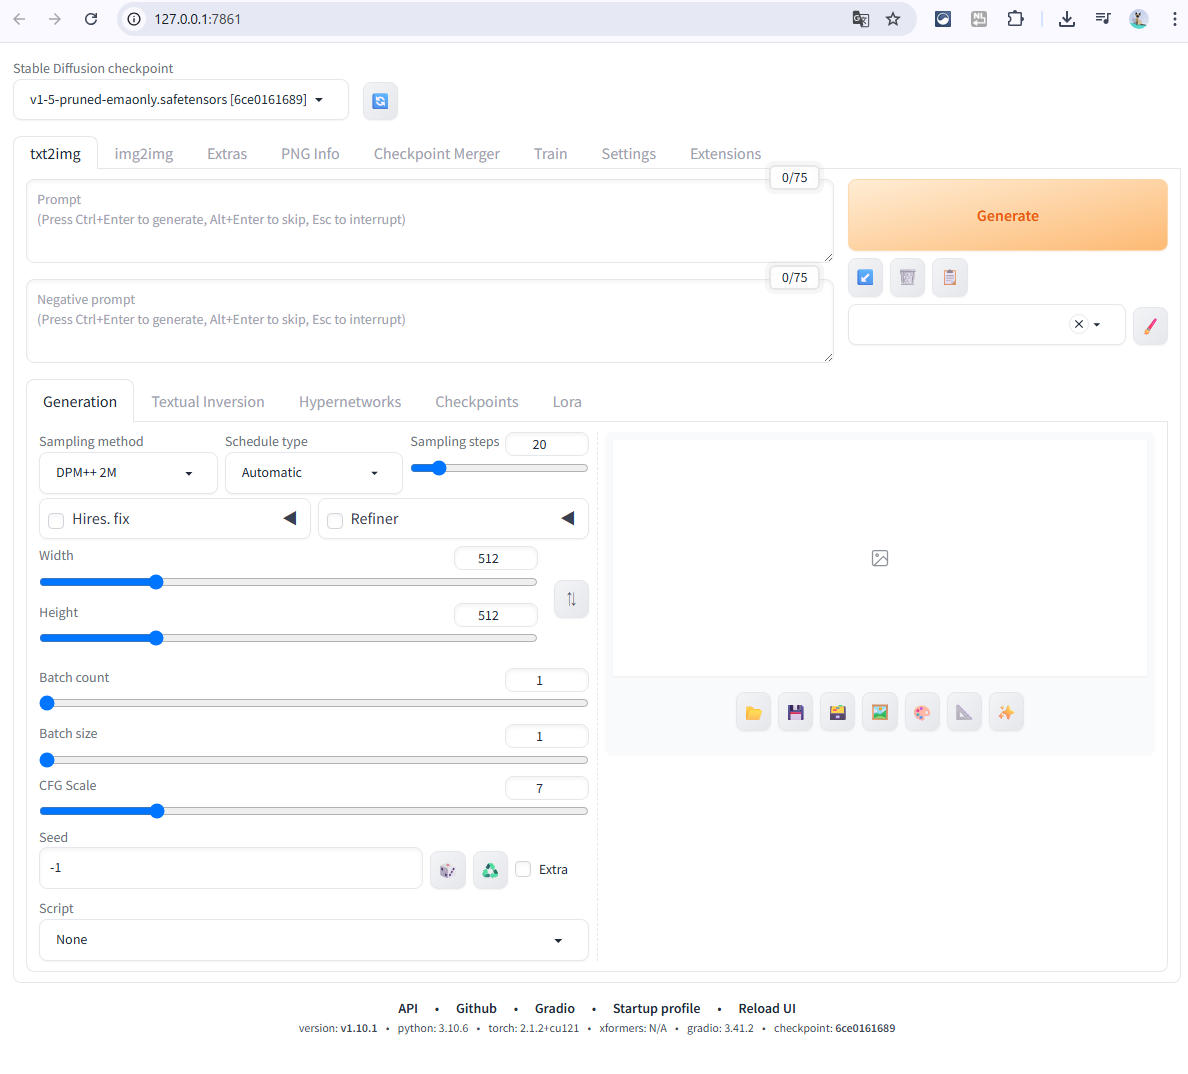 127.0.0.1:7861
Stable Diffusion checkpoint
v1-5-pruned-emaonly.safetensors [6ce0161689]
txt2img img2img Extras PNG Info Checkpoint Merger Train Settings Extensions
0/75
Prompt
(Press Ctrl+Enter to generate, Alt+Enter to skip, Esc to interrupt)
Generate
0/75
Negative prompt
(Press Ctrl+Enter to generate, Alt+Enter to skip, Esc to interrupt)
Generation Textual Inversion Hypernetworks Checkpoints Lora
Sampling method Schedule type Sampling steps 20
DPM++ 2M Automatic
Hires. fix Refiner
Width 512
Height 512
Batch count 1
Batch size 1
CFG Scale 7
Seed
-1 Extra
Script
None
API • Github • Gradio • Startup profile • Reload UI
version: v1.10.1 • python: 3.10.6 • torch: 2.1.2+cu121 • xformers: N/A • gradio: 3.41.2 • checkpoint: 6ce0161689